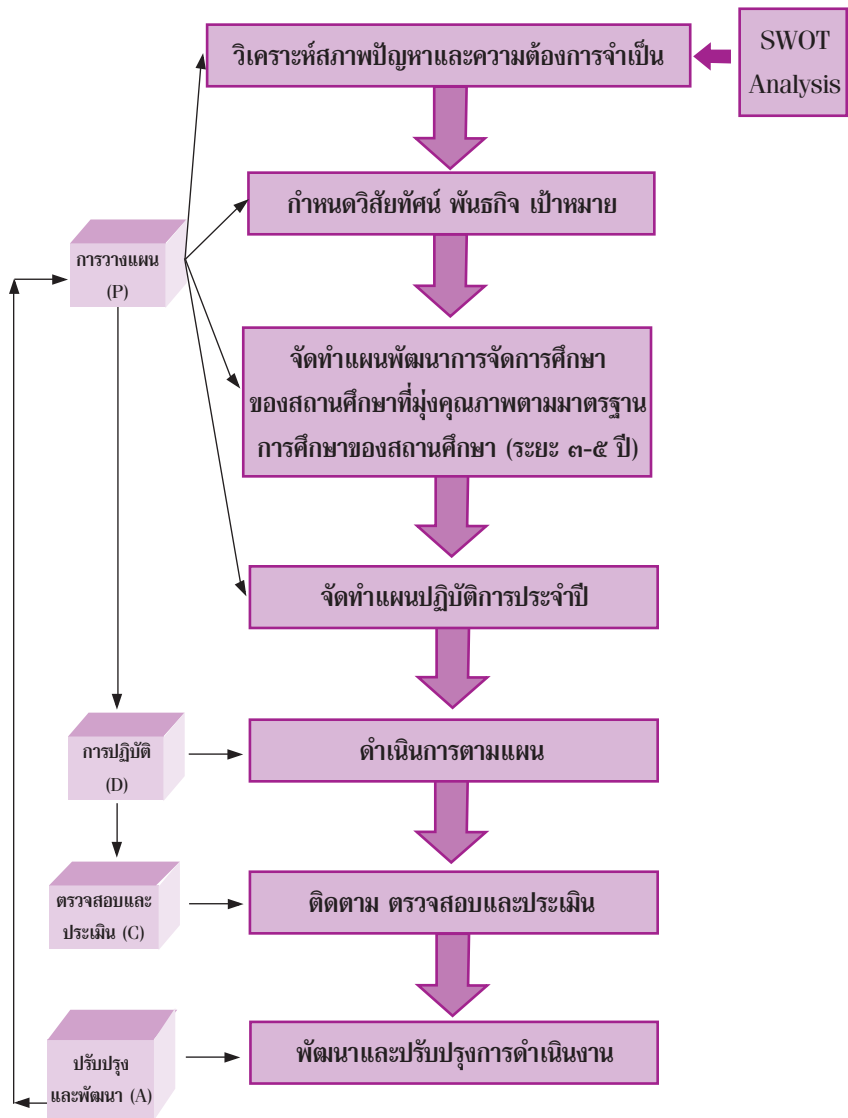 วิเคราะห์สภาพปัญหาและความต้องการจำเป็น
SWOT
Analysis
กำหนดวิสัยทัศน์ พันธกิจ เป้าหมาย
การวางแผน
(P)
จัดทำแผนพัฒนาการจัดการศึกษา
ของสถานศึกษาที่มุ่งคุณภาพตามมาตรฐาน
การศึกษาของสถานศึกษา (ระยะ ๓-๕ ปี)
จัดทำแผนปฏิบัติการประจำปี
การปฏิบัติ
(D)
ดำเนินการตามแผน
ตรวจสอบและ
ประเมิน (C)
ติดตาม ตรวจสอบและประเมิน
ปรับปรุง
และพัฒนา (A)
พัฒนาและปรับปรุงการดำเนินงาน